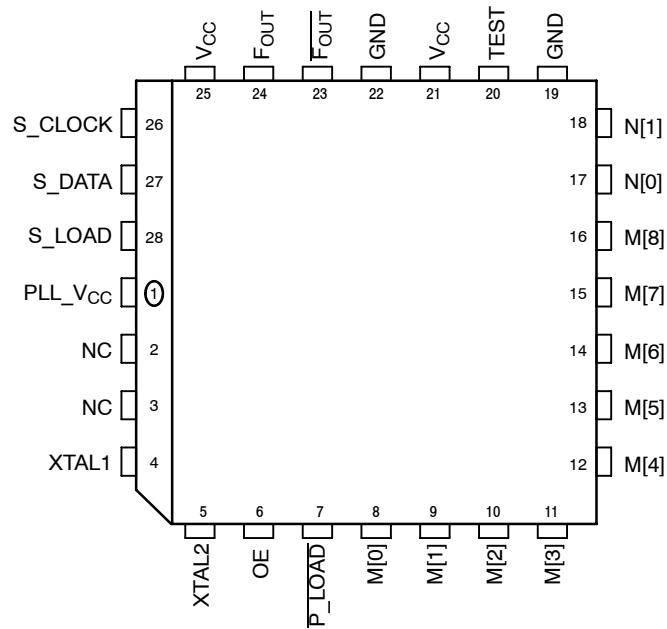 VCC FOUT F̅O̅U̅T̅ GND VCC TEST GND
25 24 23 22 21 20 19
S_CLOCK 26 18 N[1]
S_DATA 27 17 N[0]
S_LOAD 28 16 M[8]
PLL_VCC 1 15 M[7]
NC 2 14 M[6]
NC 3 13 M[5]
XTAL1 4 12 M[4]
5 6 7 8 9 10 11
XTAL2 OE P̅_̅L̅O̅A̅D̅ M[0] M[1] M[2] M[3]